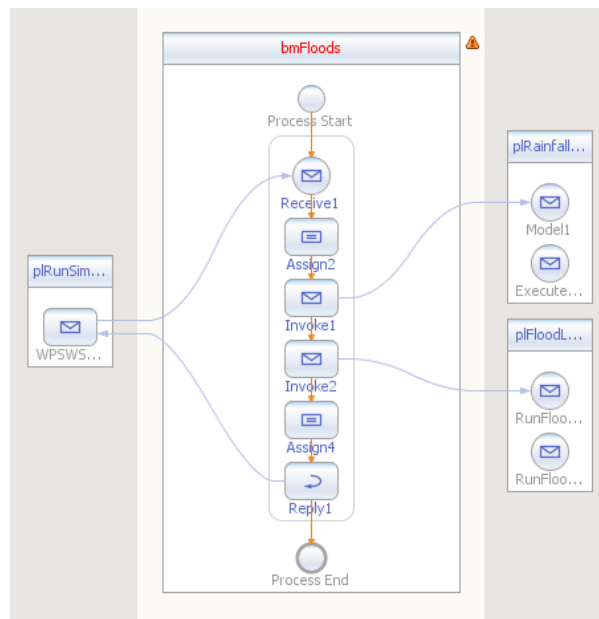 bmFloods
Process Start
Receive1
Assign2
Invoke1
Invoke2
Assign4
Reply1
Process End
plRunSim...
WPSWS...
plRainfall...
Model1
Execute...
plFloodL...
RunFloo...
RunFloo...